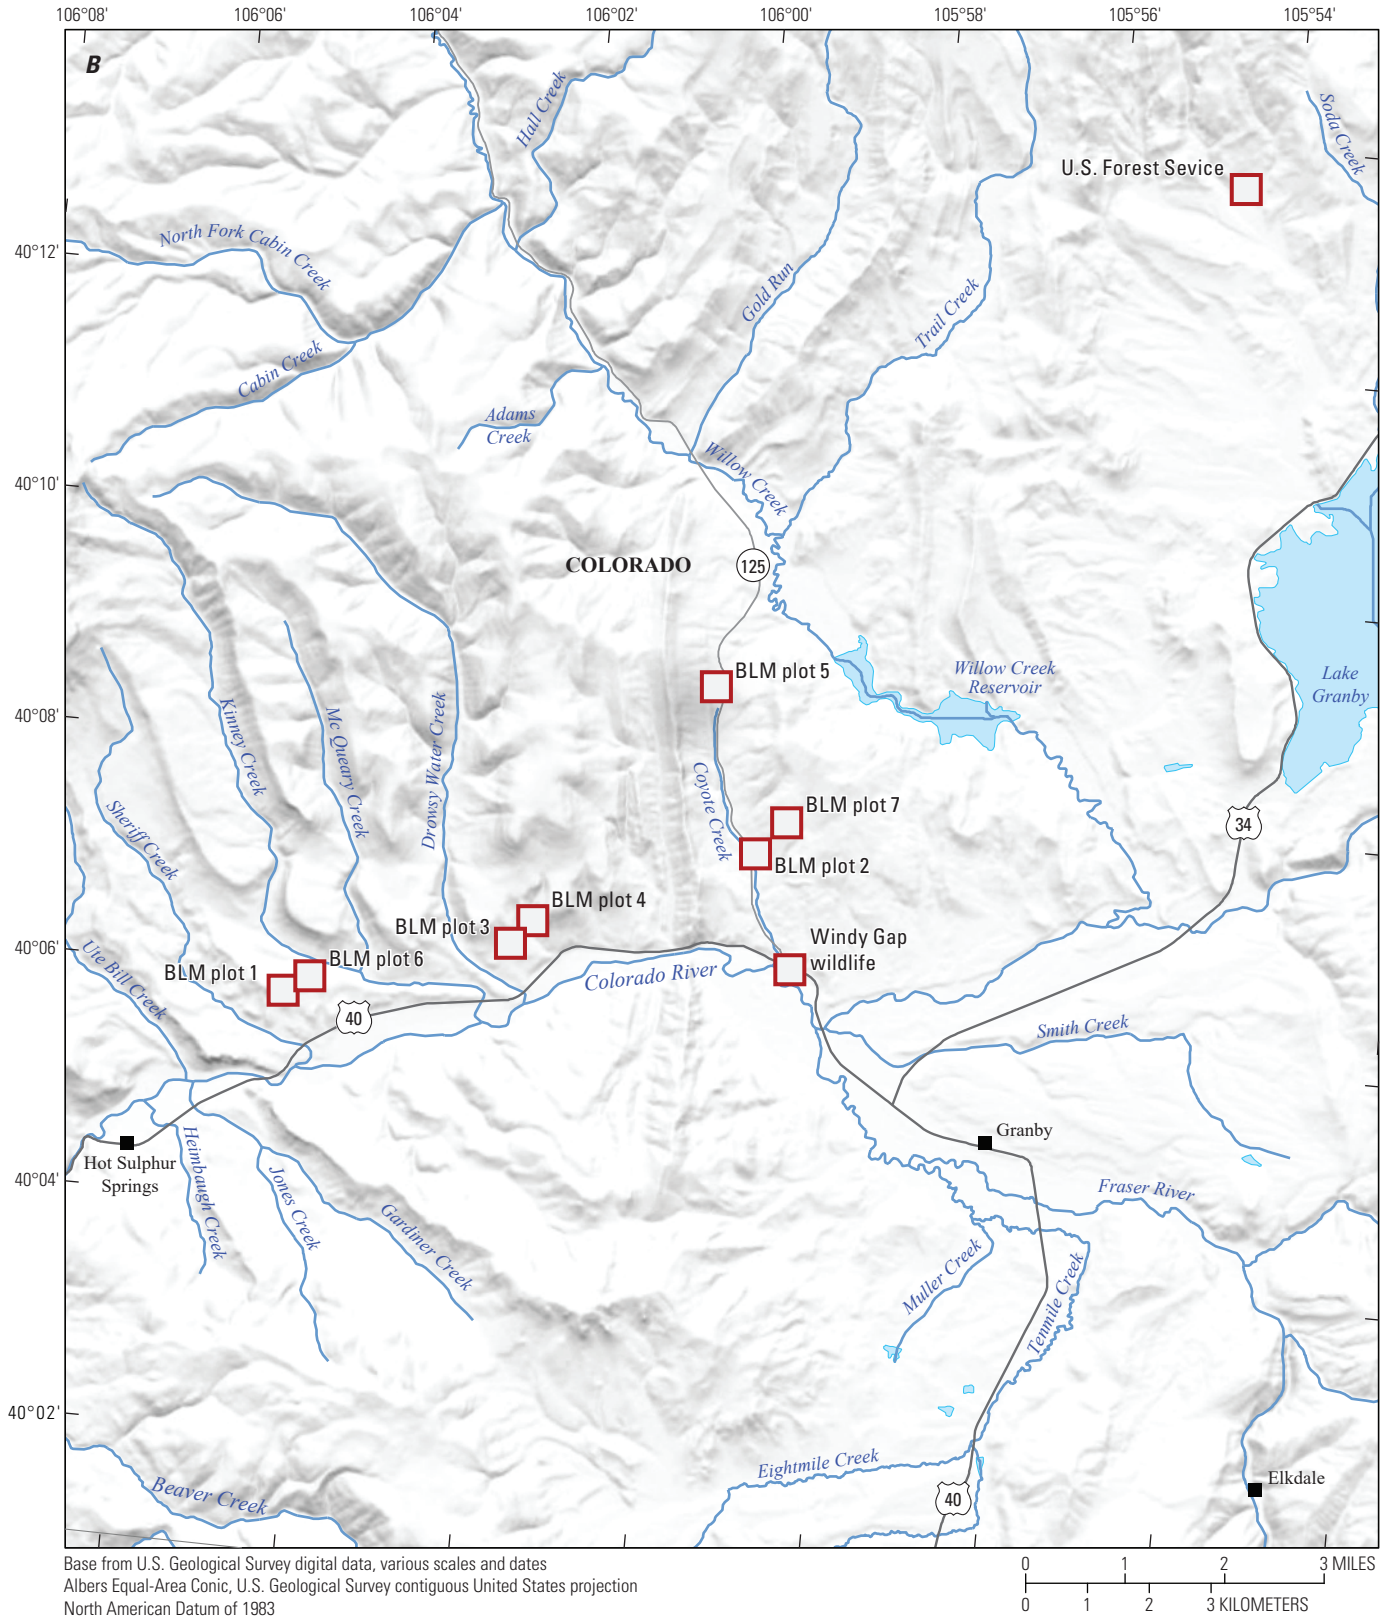 106°08'
106°06'
106°04'
106°02'
106°00'
105°58'
105°56'
105°54'
B
Hall Creek
Soda Creek
U.S. Forest Sevice
North Fork Cabin Creek
40°12'
Gold Run
Trail Creek
Cabin Creek
Adams
Creek
Willow Creek
40°10'
COLORADO
125
BLM plot 5
Willow Creek
Reservoir
Lake
Granby
40°08'
Kinney Creek
Mc Queary Creek
Drowsy Water Creek
Coyote Creek
Sheriff Creek
BLM plot 7
34
BLM plot 2
BLM plot 4
BLM plot 3
Windy Gap
wildlife
40°06'
Ute Bill Creek
BLM plot 6
BLM plot 1
Colorado River
40
Smith Creek
Granby
Hot Sulphur
Springs
Heimbaugh Creek
Jones Creek
Gardiner Creek
40°04'
Fraser River
Muller Creek
Tenmile Creek
40°02'
Eightmile Creek
Beaver Creek
40
Elkdale
Base from U.S. Geological Survey digital data, various scales and dates
Albers Equal-Area Conic, U.S. Geological Survey contiguous United States projection
North American Datum of 1983
0 1 2 3 MILES
0 1 2 3 KILOMETERS